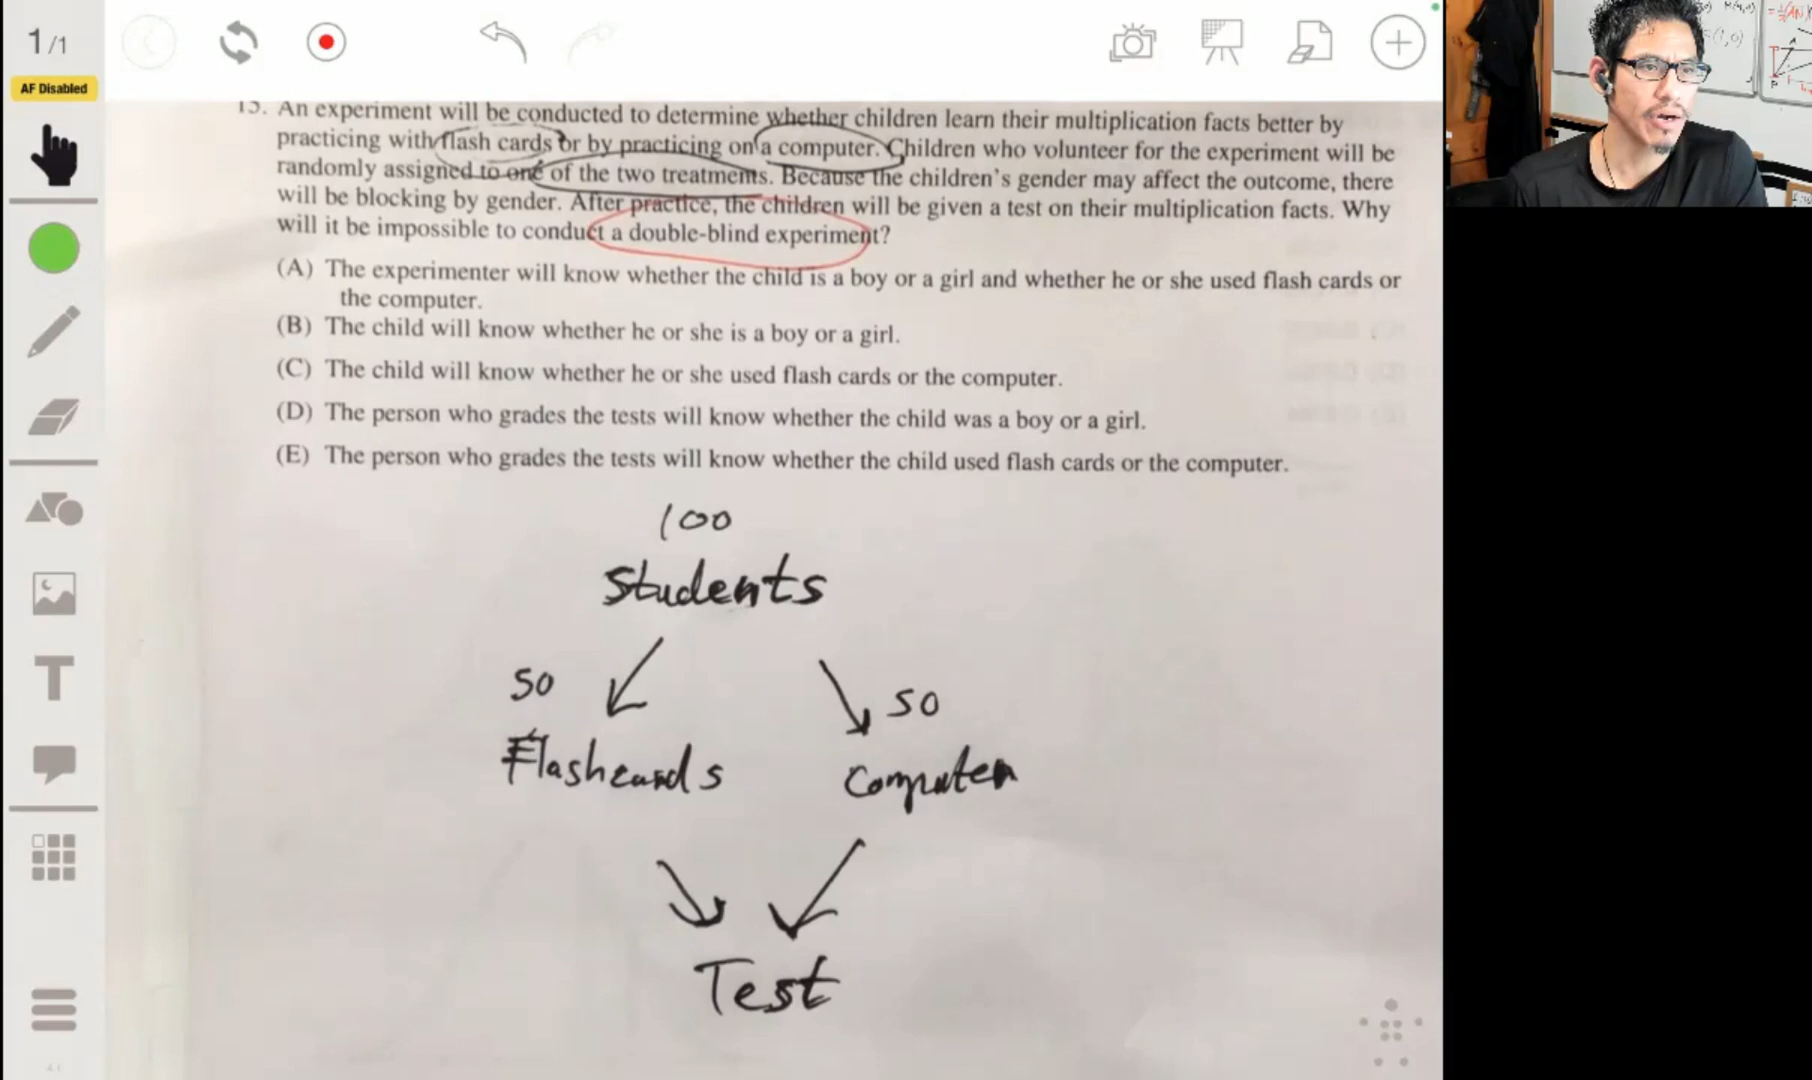 1/1
AF Disabled
T
13. An experiment will be conducted to determine whether children learn their multiplication facts better by
practicing with flash cards or by practicing on a computer. Children who volunteer for the experiment will be
randomly assigned to one of the two treatments. Because the children's gender may affect the outcome, there
will be blocking by gender. After practice, the children will be given a test on their multiplication facts. Why
will it be impossible to conduct a double-blind experiment?
(A) The experimenter will know whether the child is a boy or a girl and whether he or she used flash cards or
the computer.
(B) The child will know whether he or she is a boy or a girl.
(C) The child will know whether he or she used flash cards or the computer.
(D) The person who grades the tests will know whether the child was a boy or a girl.
(E) The person who grades the tests will know whether the child used flash cards or the computer.
100
Students
50
50
Flashcards
Computer
Test